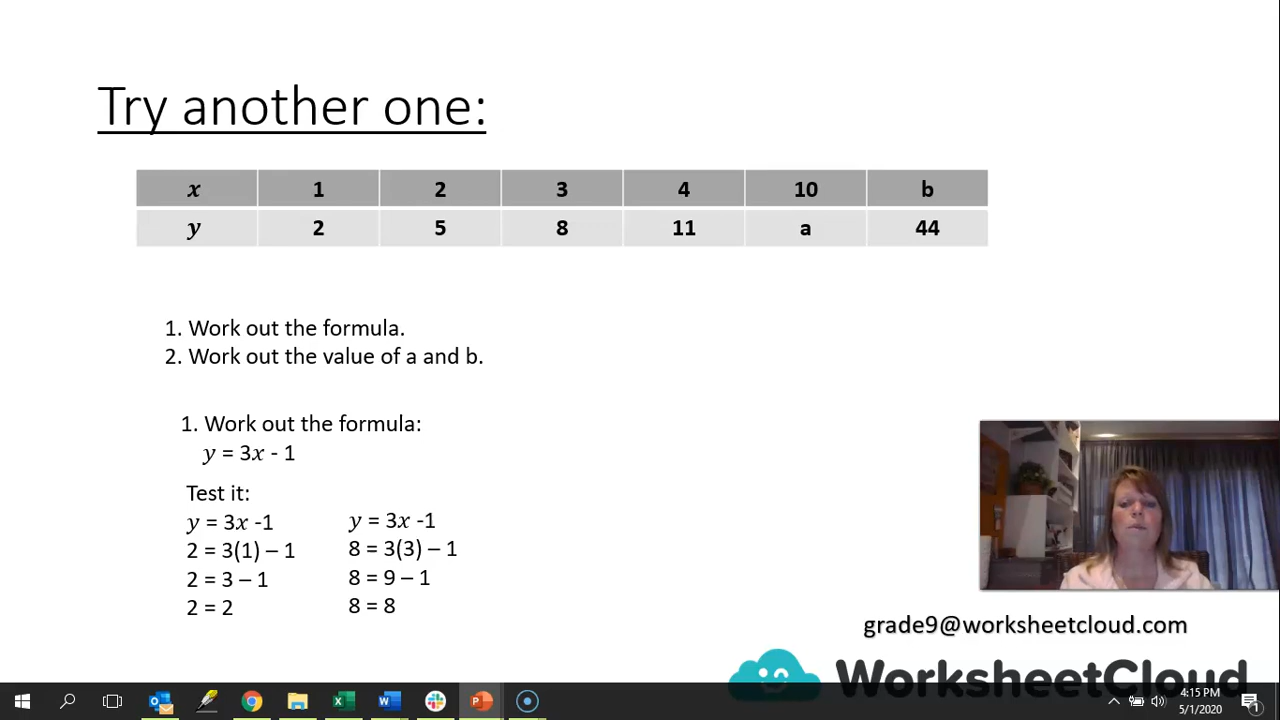 Try another one:
x 1 2 3 4 10 b
y 2 5 8 11 a 44
1. Work out the formula.
2. Work out the value of a and b.
1. Work out the formula:
y = 3x - 1
Test it:
y = 3x -1
2 = 3(1) – 1
2 = 3 – 1
2 = 2
y = 3x -1
8 = 3(3) – 1
8 = 9 – 1
8 = 8
grade9@worksheetcloud.com
WorksheetCloud
4:15 PM
5/1/2020